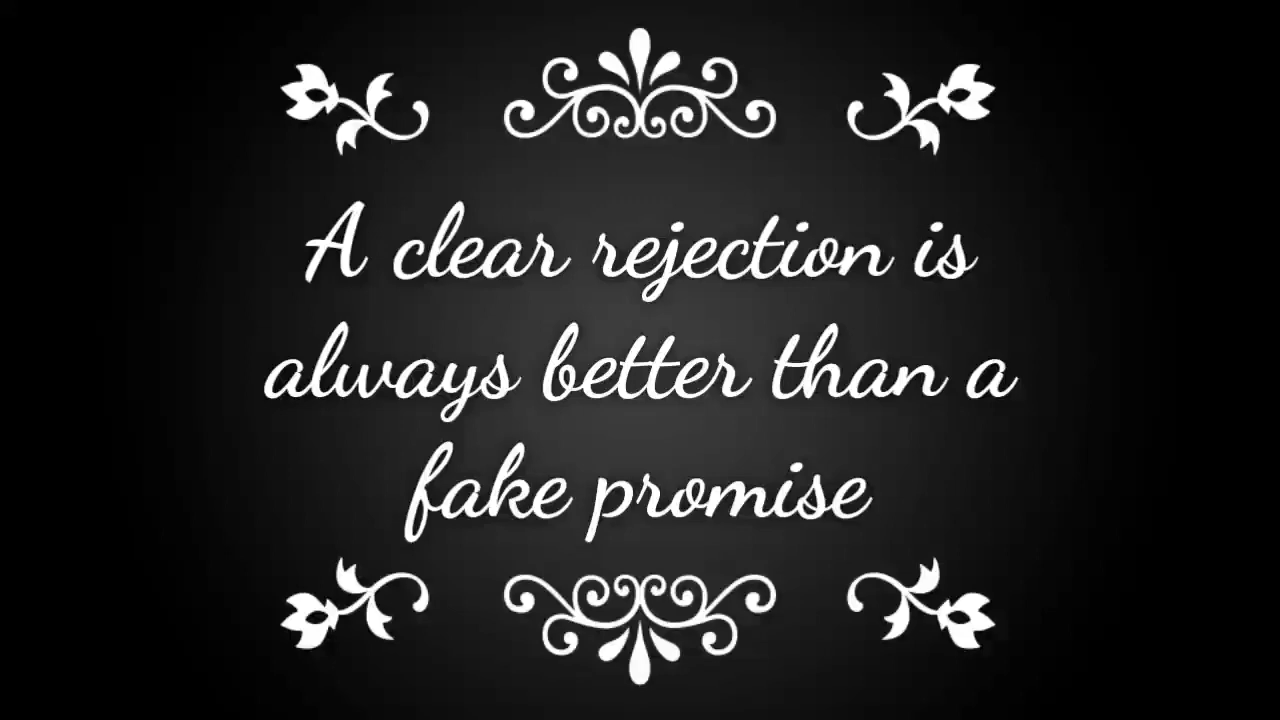 A clear rejection is
always better than a
fake promise